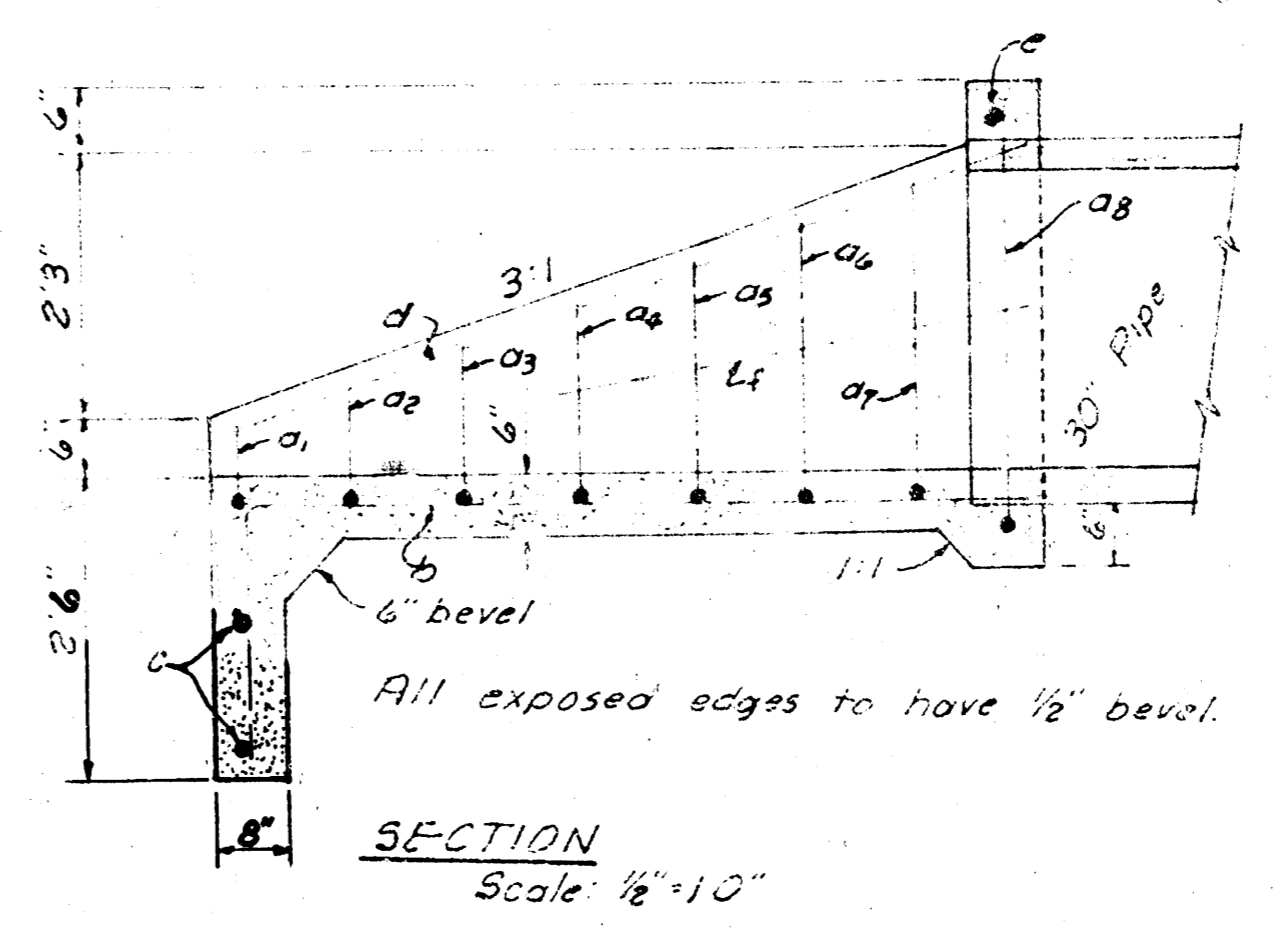 e
6"
a8
2'3"
3:1
a6
d
a5
a4
a3
Lf
a7
a2
30" Pipe
6"
a1
6"
6"
b
1:1
2'6"
6" bevel
c
All exposed edges to have ½" bevel.
8"
SECTION
Scale: ½"=1'0"